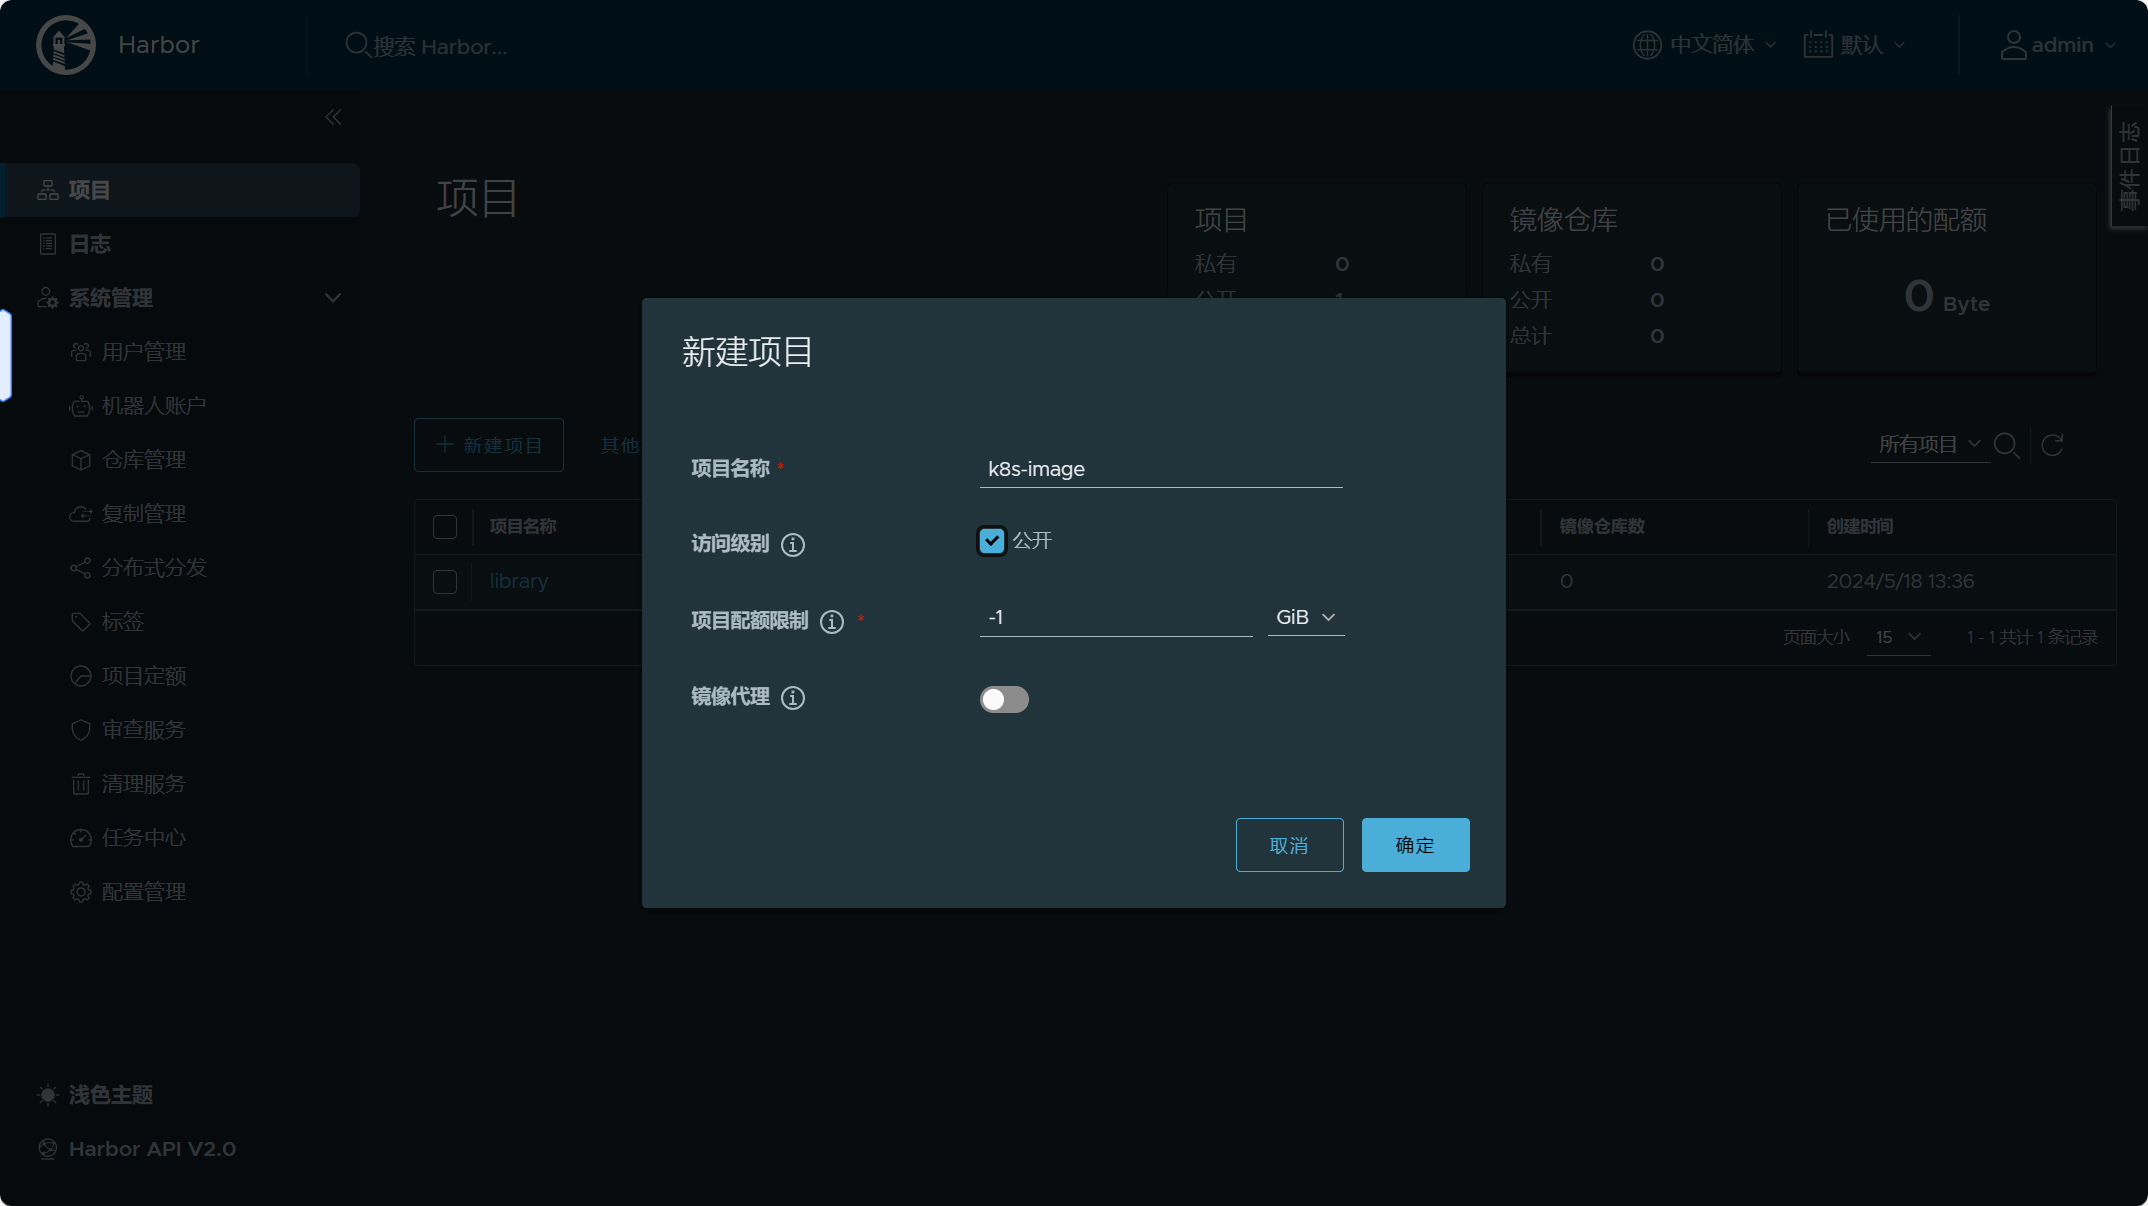 Harbor
搜索 Harbor...
中文简体
默认
admin
事件日志
项目
日志
系统管理
用户管理
机器人账户
仓库管理
复制管理
分布式分发
标签
项目定额
审查服务
清理服务
任务中心
配置管理
浅色主题
Harbor API V2.0
项目
项目
私有 0
公开 1
镜像仓库
私有 0
公开 0
总计 0
已使用的配额
0 Byte
新建项目
其他
所有项目
项目名称
镜像仓库数
创建时间
library
0
2024/5/18 13:36
页面大小 15
1 - 1 共计 1 条记录
新建项目
项目名称 *
k8s-image
访问级别
公开
项目配额限制 *
-1
GiB
镜像代理
取消
确定